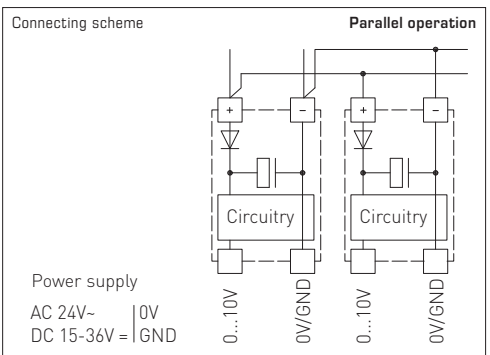 Connecting scheme
Parallel operation
+
–
+
–
Circuitry
Circuitry
Power supply
AC 24V~ | 0V
DC 15-36V = | GND
0...10V
0V/GND
0...10V
0V/GND